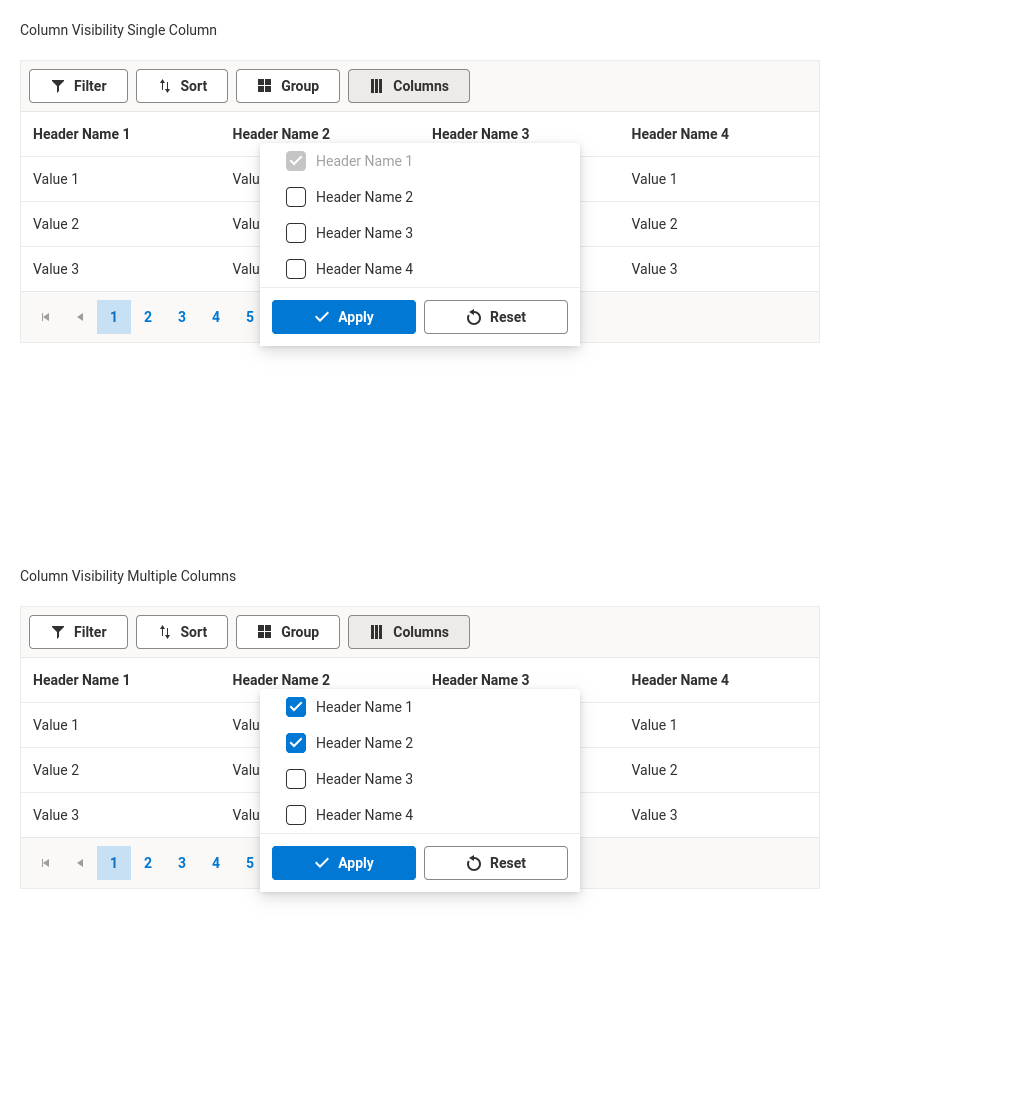 Column Visibility Single Column
Filter Sort Group Columns
Header Name 1 Header Name 2 Header Name 3 Header Name 4
Header Name 1
Value 1 Valu Value 1
Header Name 2
Value 2 Valu Value 2
Header Name 3
Value 3 Valu Header Name 4 Value 3
1 2 3 4 5 Apply Reset
Column Visibility Multiple Columns
Filter Sort Group Columns
Header Name 1 Header Name 2 Header Name 3 Header Name 4
Header Name 1
Value 1 Valu Value 1
Header Name 2
Value 2 Valu Value 2
Header Name 3
Value 3 Valu Header Name 4 Value 3
1 2 3 4 5 Apply Reset